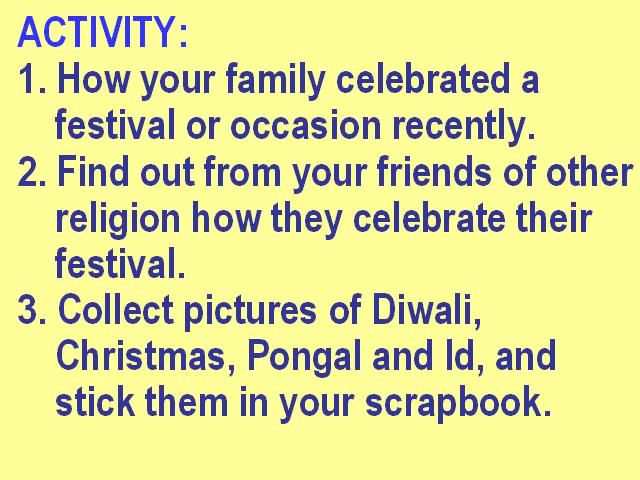 ACTIVITY:
1. How your family celebrated a
festival or occasion recently.
2. Find out from your friends of other
religion how they celebrate their
festival.
3. Collect pictures of Diwali,
Christmas, Pongal and Id, and
stick them in your scrapbook.